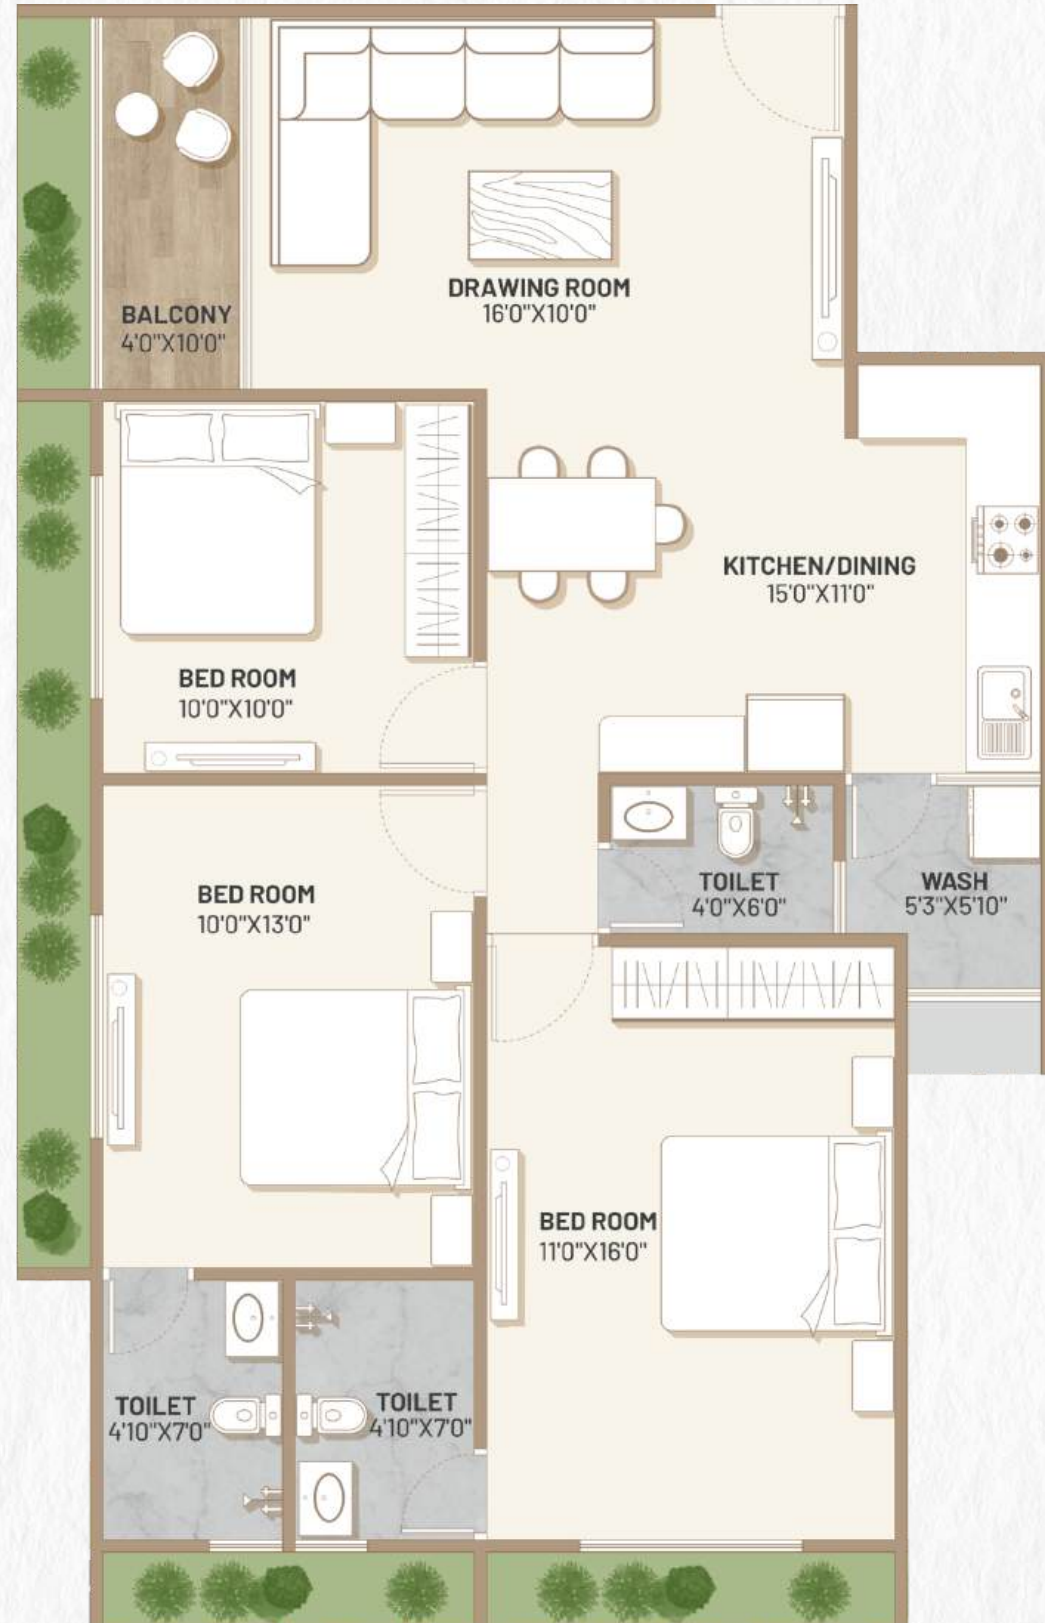 DRAWING ROOM
16'0"X10'0"
BALCONY
4'0"X10'0"
KITCHEN/DINING
15'0"X11'0"
BED ROOM
10'0"X10'0"
BED ROOM
10'0"X13'0"
TOILET
4'0"X6'0"
WASH
5'3"X5'10"
BED ROOM
11'0"X16'0"
TOILET
4'10"X7'0"
TOILET
4'10"X7'0"